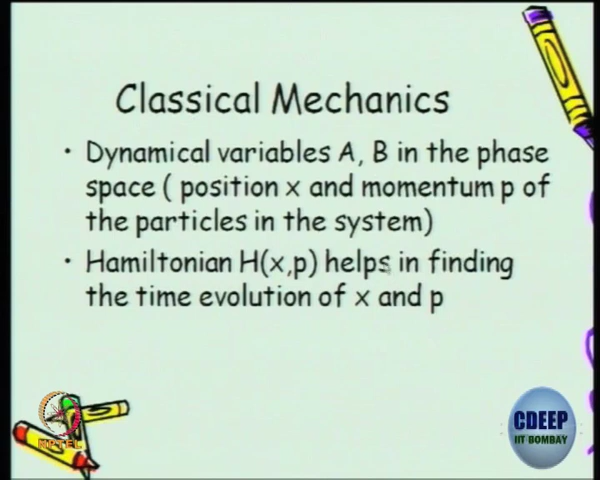 Classical Mechanics
• Dynamical variables A, B in the phase
space ( position x and momentum p of
the particles in the system)
• Hamiltonian H(x,p) helps in finding
the time evolution of x and p
NPTEL
CDEEP
IIT BOMBAY